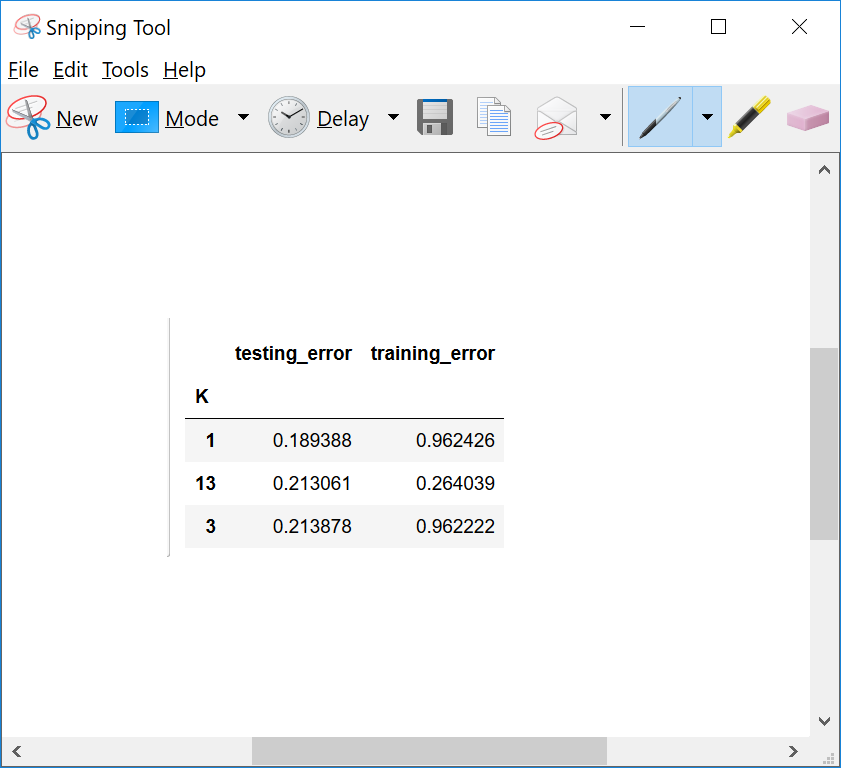 Snipping Tool
File Edit Tools Help
New Mode Delay
testing_error training_error
K
1 0.189388 0.962426
13 0.213061 0.264039
3 0.213878 0.962222